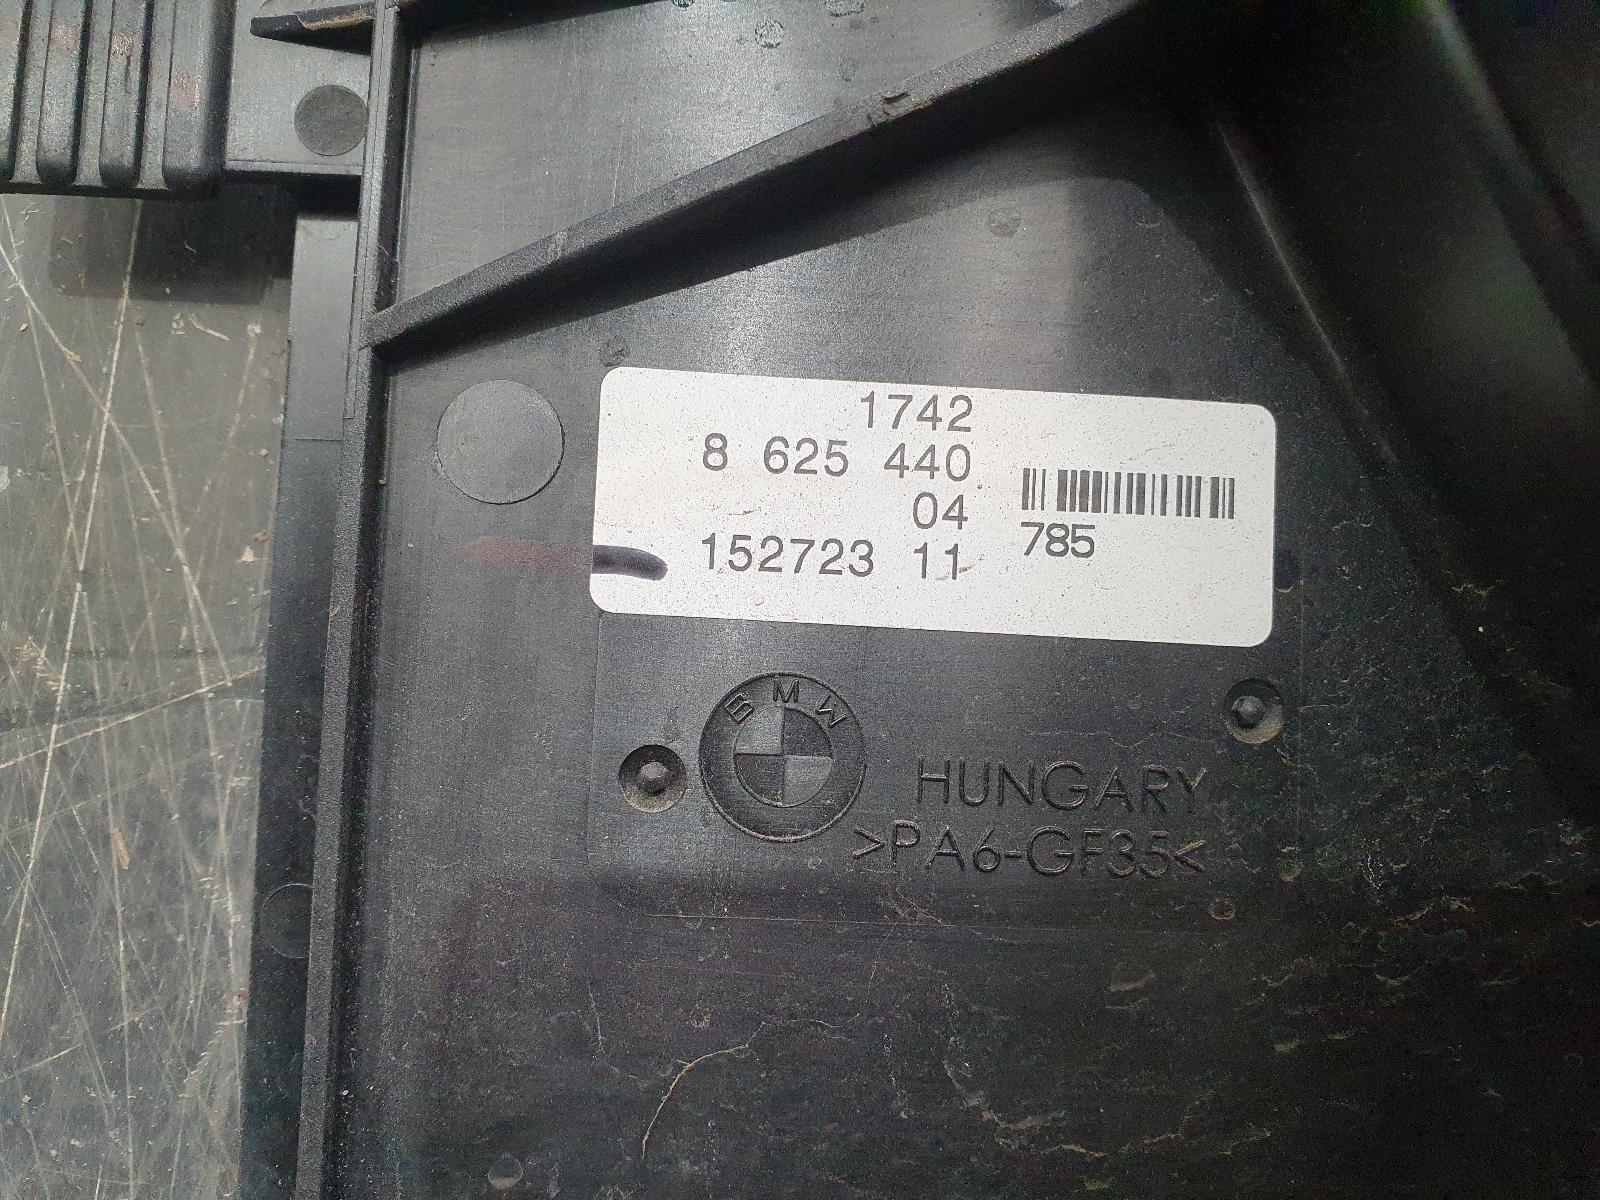 1742
8 625 440
04
152723 11
785
BMW
HUNGARY
>PA6-GF35<